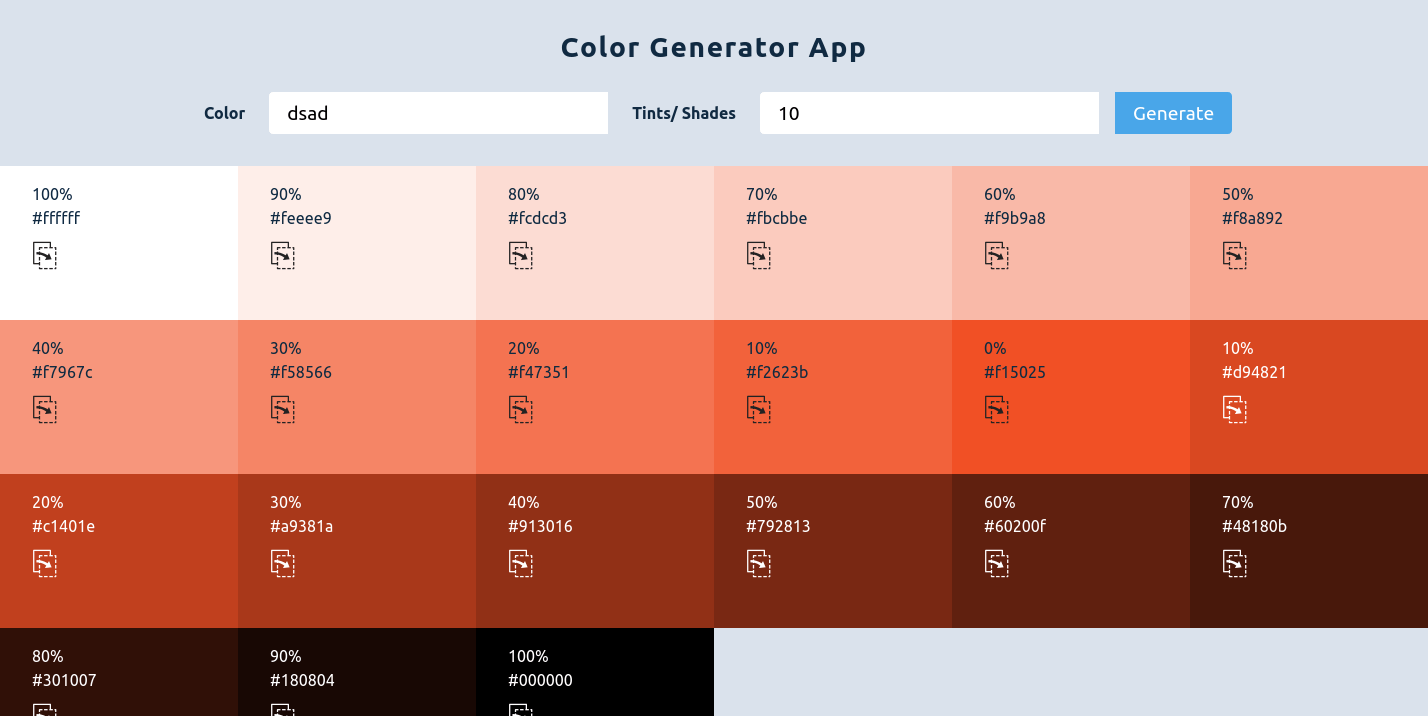 Color Generator App
Color dsad Tints/ Shades 10 Generate
100% 90% 80% 70% 60% 50%
#ffffff #feeee9 #fcdcd3 #fbcbbe #f9b9a8 #f8a892
40% 30% 20% 10% 0% 10%
#f7967c #f58566 #f47351 #f2623b #f15025 #d94821
20% 30% 40% 50% 60% 70%
#c1401e #a9381a #913016 #792813 #60200f #48180b
80% 90% 100%
#301007 #180804 #000000